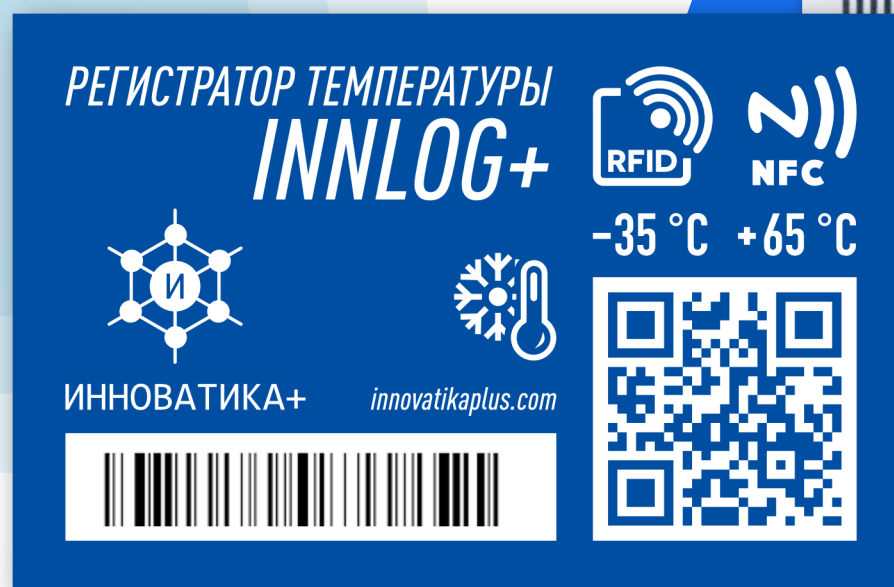 РЕГИСТРАТОР ТЕМПЕРАТУРЫ
INNLOG+
RFID
NFC
-35 °C +65 °C
И
ИННОВАТИКА+
innovatikaplus.com